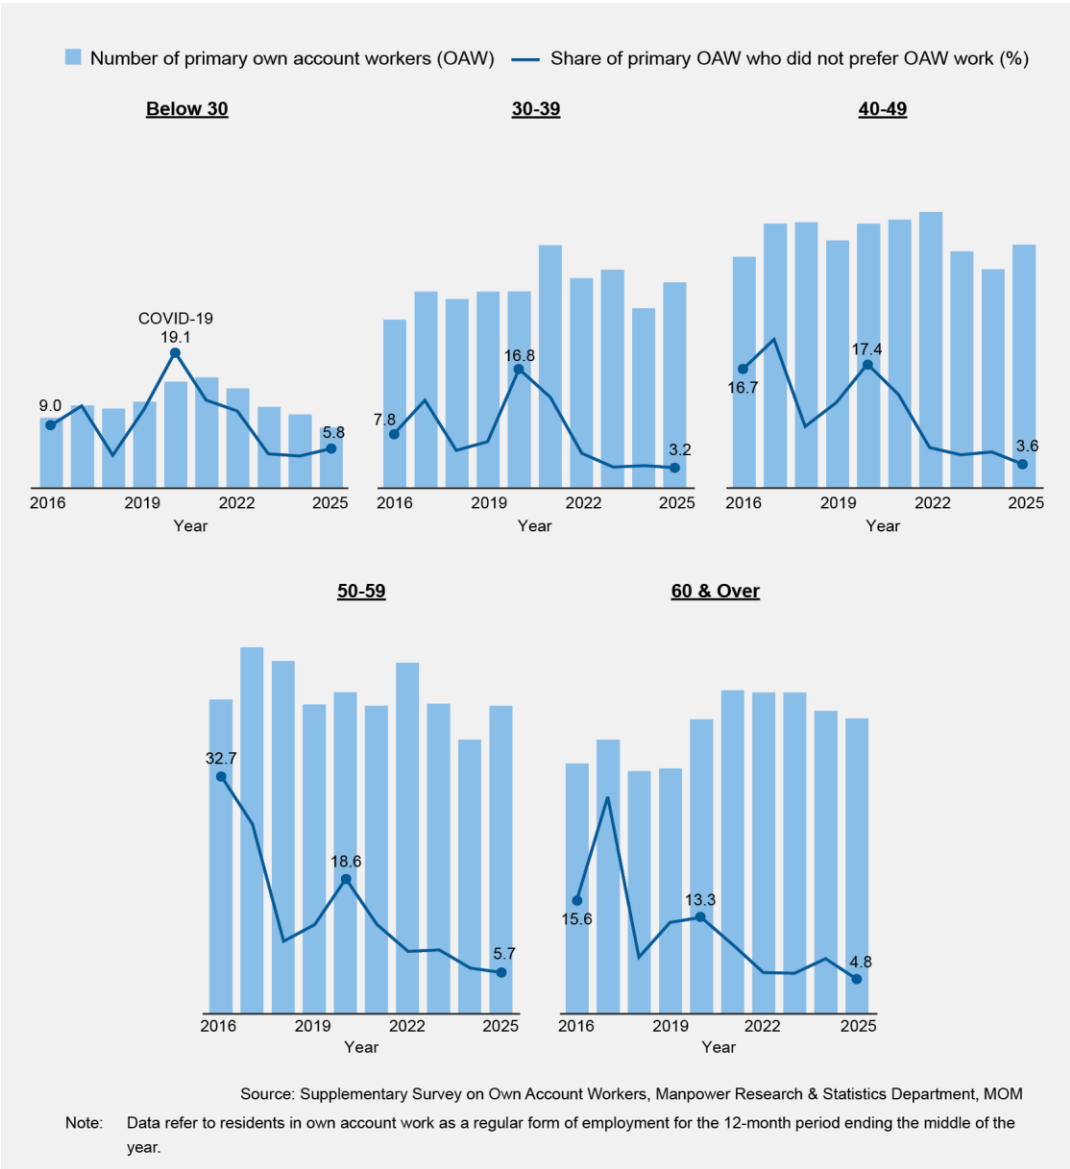 Number of primary own account workers (OAW) Share of primary OAW who did not prefer OAW work (%)
Below 30
30-39
40-49
COVID-19
19.1
9.0
5.8
2016 2019 2022 2025
Year
16.8
7.8
3.2
2016 2019 2022 2025
Year
17.4
16.7
3.6
2016 2019 2022 2025
Year
50-59
60 & Over
32.7
18.6
5.7
2016 2019 2022 2025
Year
15.6
13.3
4.8
2016 2019 2022 2025
Year
Source: Supplementary Survey on Own Account Workers, Manpower Research & Statistics Department, MOM
Note: Data refer to residents in own account work as a regular form of employment for the 12-month period ending the middle of the
year.